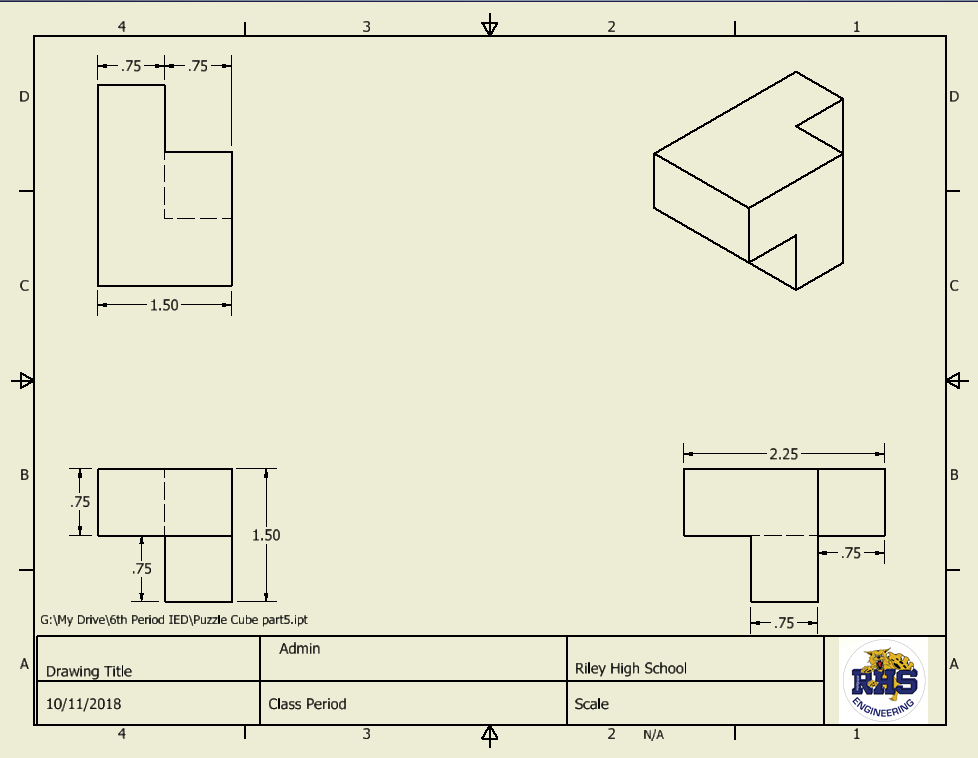 4 3 2 1
.75 .75
D D
1.50
C C
2.25
B B
.75
1.50
.75
.75
.75
G:\My Drive\6th Period IED\Puzzle Cube part5.ipt
Admin
A A
Drawing Title
Riley High School
RHS
ENGINEERING
10/11/2018
Class Period
Scale
4 3 2 N/A 1